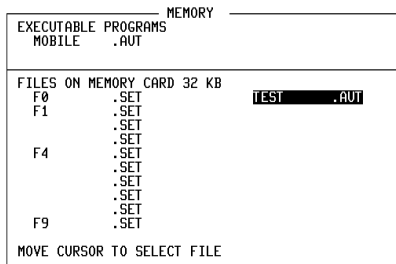 MEMORY
EXECUTABLE PROGRAMS
MOBILE .AUT
FILES ON MEMORY CARD 32 KB
F0 .SET TEST .AUT
F1 .SET
.SET
.SET
F4 .SET
.SET
.SET
.SET
.SET
F9 .SET
MOVE CURSOR TO SELECT FILE